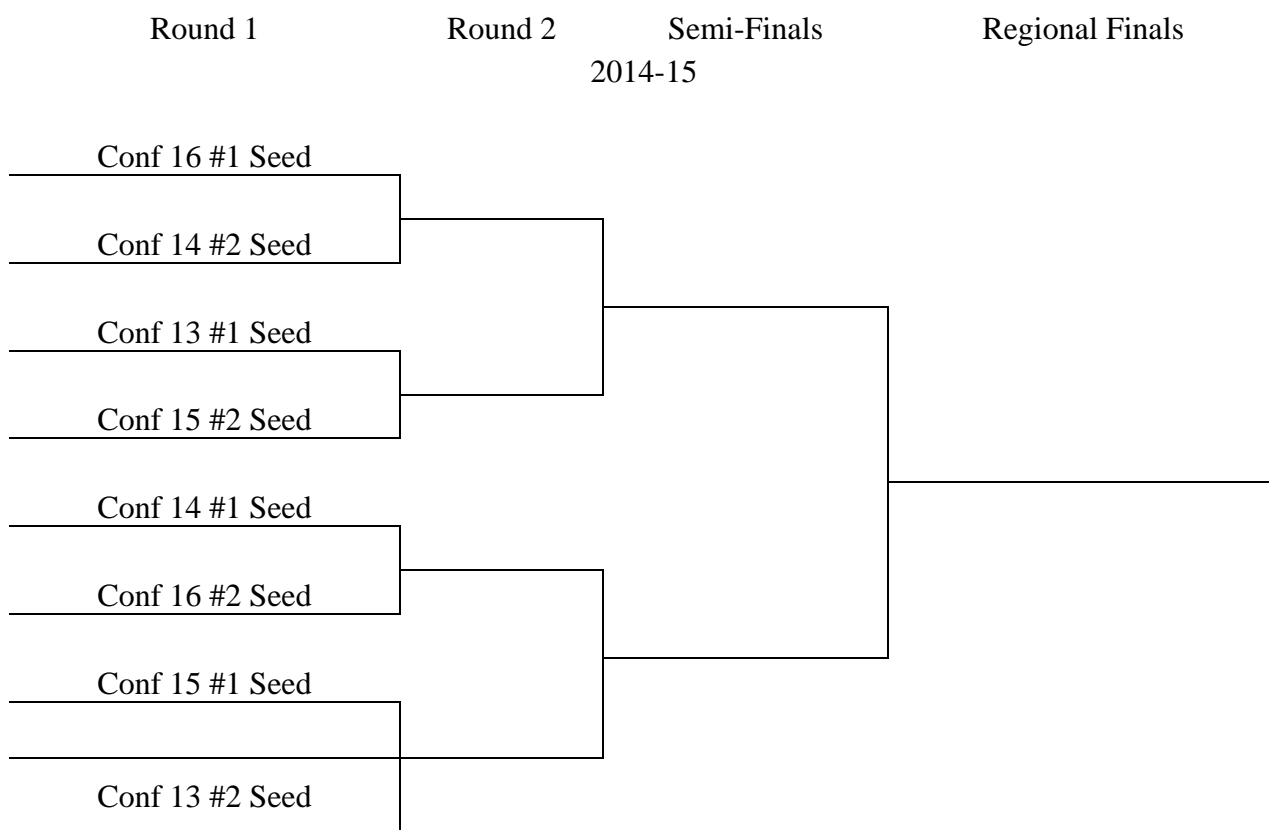 Round 1 Round 2 Semi-Finals Regional Finals
2014-15
Conf 16 #1 Seed
Conf 14 #2 Seed
Conf 13 #1 Seed
Conf 15 #2 Seed
Conf 14 #1 Seed
Conf 16 #2 Seed
Conf 15 #1 Seed
Conf 13 #2 Seed